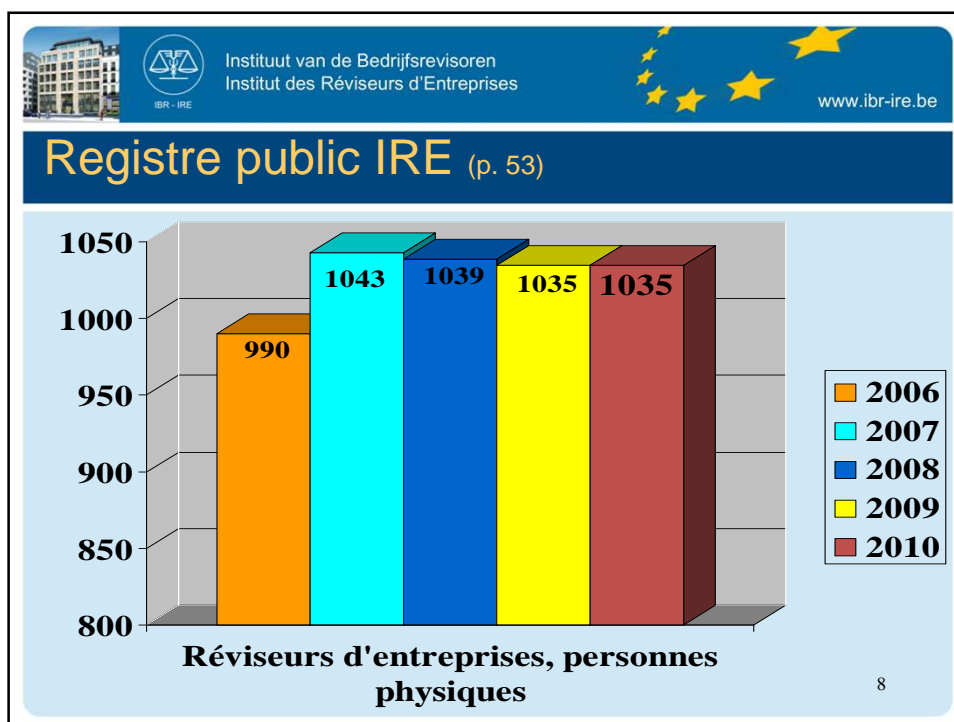 Instituut van de Bedrijfsrevisoren
Institut des Réviseurs d'Entreprises
IBR - IRE
www.ibr-ire.be
Registre public IRE (p. 53)
1050
1000
950
900
850
800
990
1043
1039
1035
1035
2006
2007
2008
2009
2010
Réviseurs d'entreprises, personnes
physiques
8